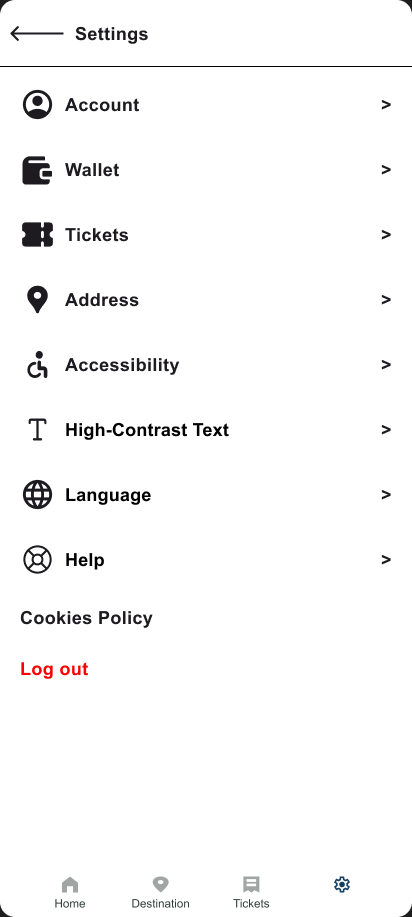 Settings
Account >
Wallet >
Tickets >
Address >
Accessibility >
High-Contrast Text >
Language >
Help >
Cookies Policy
Log out
Home Destination Tickets